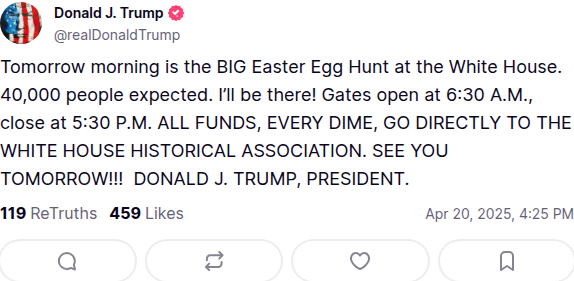 Donald J. Trump
@realDonaldTrump
Tomorrow morning is the BIG Easter Egg Hunt at the White House.
40,000 people expected. I’ll be there! Gates open at 6:30 A.M.,
close at 5:30 P.M. ALL FUNDS, EVERY DIME, GO DIRECTLY TO THE
WHITE HOUSE HISTORICAL ASSOCIATION. SEE YOU
TOMORROW!!!  DONALD J. TRUMP, PRESIDENT.
119 ReTruths 459 Likes Apr 20, 2025, 4:25 PM